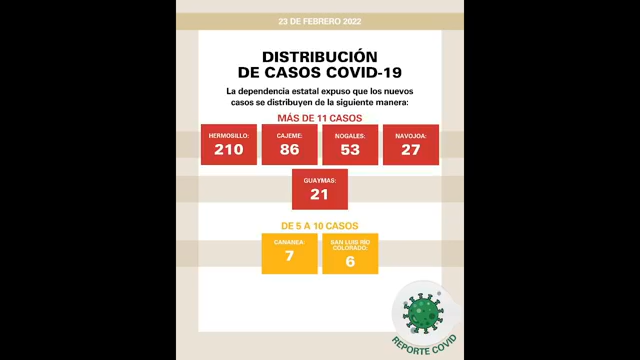 23 DE FEBRERO 2022
DISTRIBUCIÓN
DE CASOS COVID-19
La dependencia estatal expuso que los nuevos
casos se distribuyen de la siguiente manera:
MÁS DE 11 CASOS
HERMOSILLO: CAJEME: NOGALES: NAVOJOA:
210 86 53 27
GUAYMAS:
21
DE 5 A 10 CASOS
CANANEA: SAN LUIS RÍO
COLORADO:
7 6
REPORTE COVID